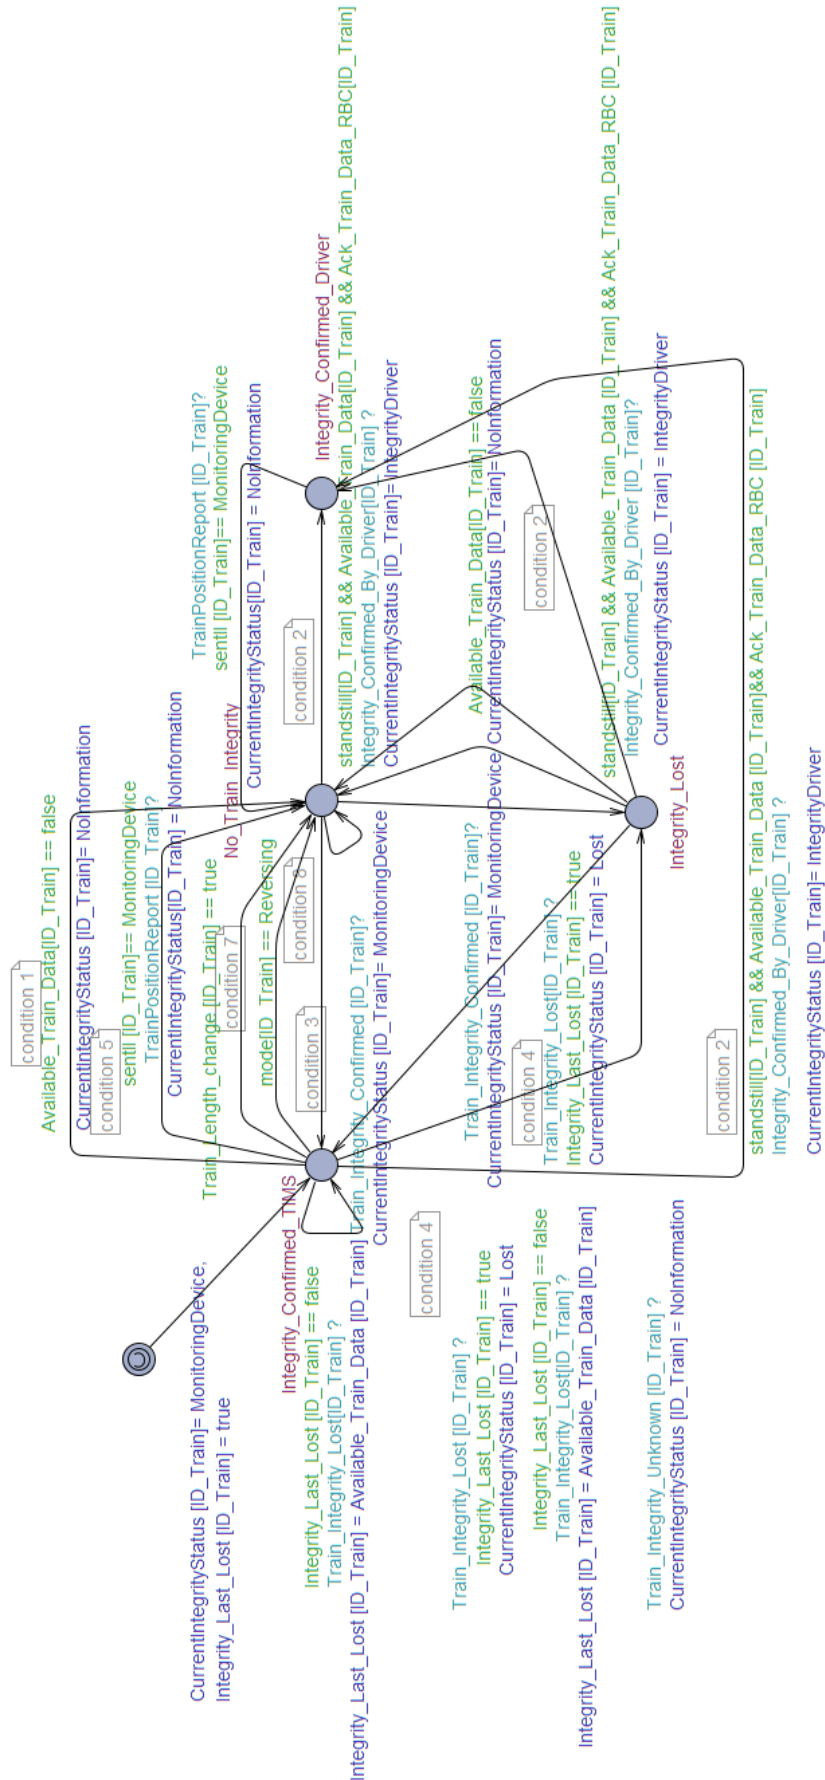 condition 1
Available_Train_Data[ID_Train] == false
CurrentIntegrityStatus [ID_Train]= NoInformation
condition 5
sentII [ID_Train]== MonitoringDevice
TrainPositionReport [ID_Train]?
CurrentIntegrityStatus[ID_Train] = NoInformation
Train_Length_change [ID_Train] == true
condition 7
No_Train_Integrity
mode[ID_Train] == Reversing
condition 8
condition 3
Train_Integrity_Confirmed [ID_Train]?
CurrentIntegrityStatus [ID_Train]= MonitoringDevice
TrainPositionReport [ID_Train]?
sentII [ID_Train]== MonitoringDevice
CurrentIntegrityStatus[ID_Train] = NoInformation
condition 2
Integrity_Confirmed_Driver
standstill[ID_Train] && Available_Train_Data[ID_Train] && Ack_Train_Data_RBC[ID_Train]
Integrity_Confirmed_By_Driver[ID_Train] ?
CurrentIntegrityStatus [ID_Train]= IntegrityDriver
CurrentIntegrityStatus [ID_Train]= MonitoringDevice,
Integrity_Last_Lost [ID_Train] = true
Integrity_Confirmed_TIMS
Integrity_Last_Lost [ID_Train] == false
Train_Integrity_Lost[ID_Train] ?
Integrity_Last_Lost [ID_Train] = Available_Train_Data [ID_Train]
condition 4
Train_Integrity_Lost [ID_Train] ?
Integrity_Last_Lost [ID_Train] == true
CurrentIntegrityStatus [ID_Train] = Lost
Integrity_Last_Lost [ID_Train] == false
Train_Integrity_Lost[ID_Train] ?
Integrity_Last_Lost [ID_Train] = Available_Train_Data [ID_Train]
Train_Integrity_Unknown [ID_Train] ?
CurrentIntegrityStatus [ID_Train] = NoInformation
Train_Integrity_Confirmed [ID_Train]?
CurrentIntegrityStatus [ID_Train]= MonitoringDevice,
condition 4
Train_Integrity_Lost[ID_Train] ?
Integrity_Last_Lost [ID_Train] == true
CurrentIntegrityStatus [ID_Train] = Lost
Available_Train_Data[ID_Train] == false
CurrentIntegrityStatus [ID_Train]= NoInformation
condition 2
standstill[ID_Train] && Available_Train_Data [ID_Train] && Ack_Train_Data_RBC [ID_Train]
Integrity_Confirmed_By_Driver [ID_Train]?
CurrentIntegrityStatus [ID_Train] = IntegrityDriver
Integrity_Lost
condition 2
standstill[ID_Train] && Available_Train_Data [ID_Train]&& Ack_Train_Data_RBC [ID_Train]
Integrity_Confirmed_By_Driver[ID_Train] ?
CurrentIntegrityStatus [ID_Train]= IntegrityDriver